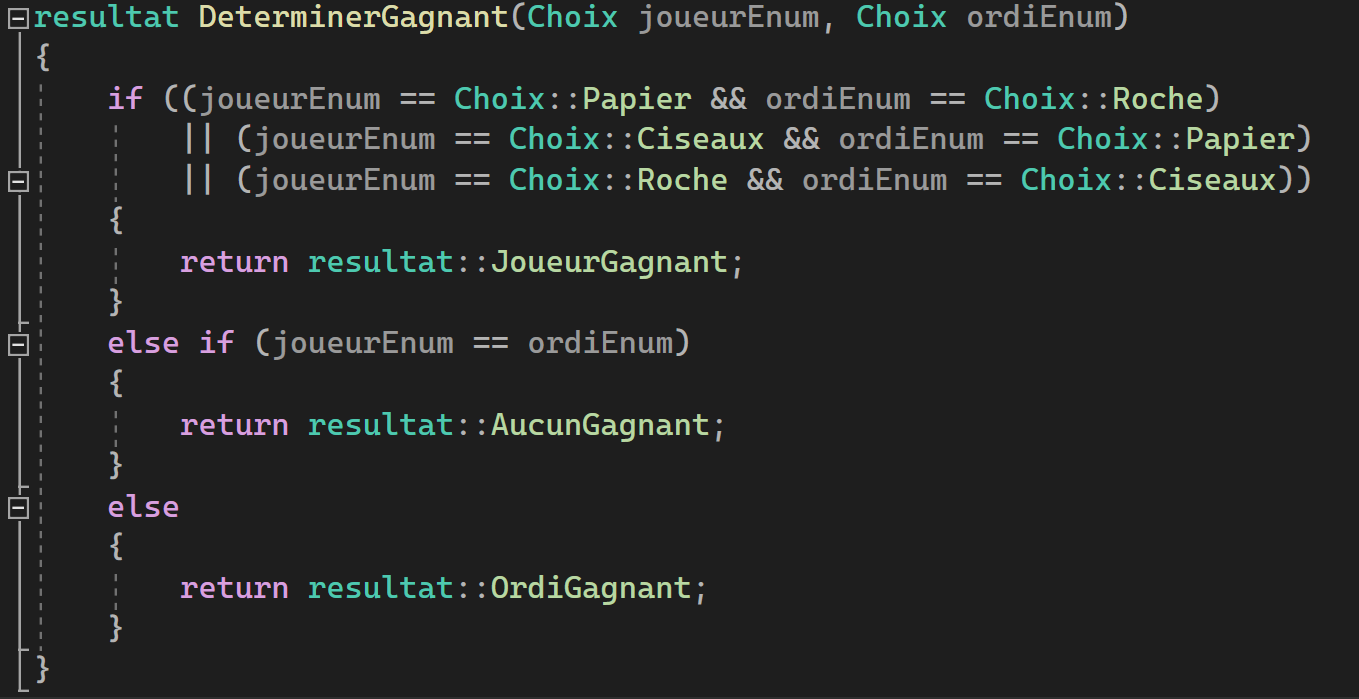 resultat DeterminerGagnant(Choix joueurEnum, Choix ordiEnum)
{
    if ((joueurEnum == Choix::Papier && ordiEnum == Choix::Roche)
        || (joueurEnum == Choix::Ciseaux && ordiEnum == Choix::Papier)
        || (joueurEnum == Choix::Roche && ordiEnum == Choix::Ciseaux))
    {
        return resultat::JoueurGagnant;
    }
    else if (joueurEnum == ordiEnum)
    {
        return resultat::AucunGagnant;
    }
    else
    {
        return resultat::OrdiGagnant;
    }
}